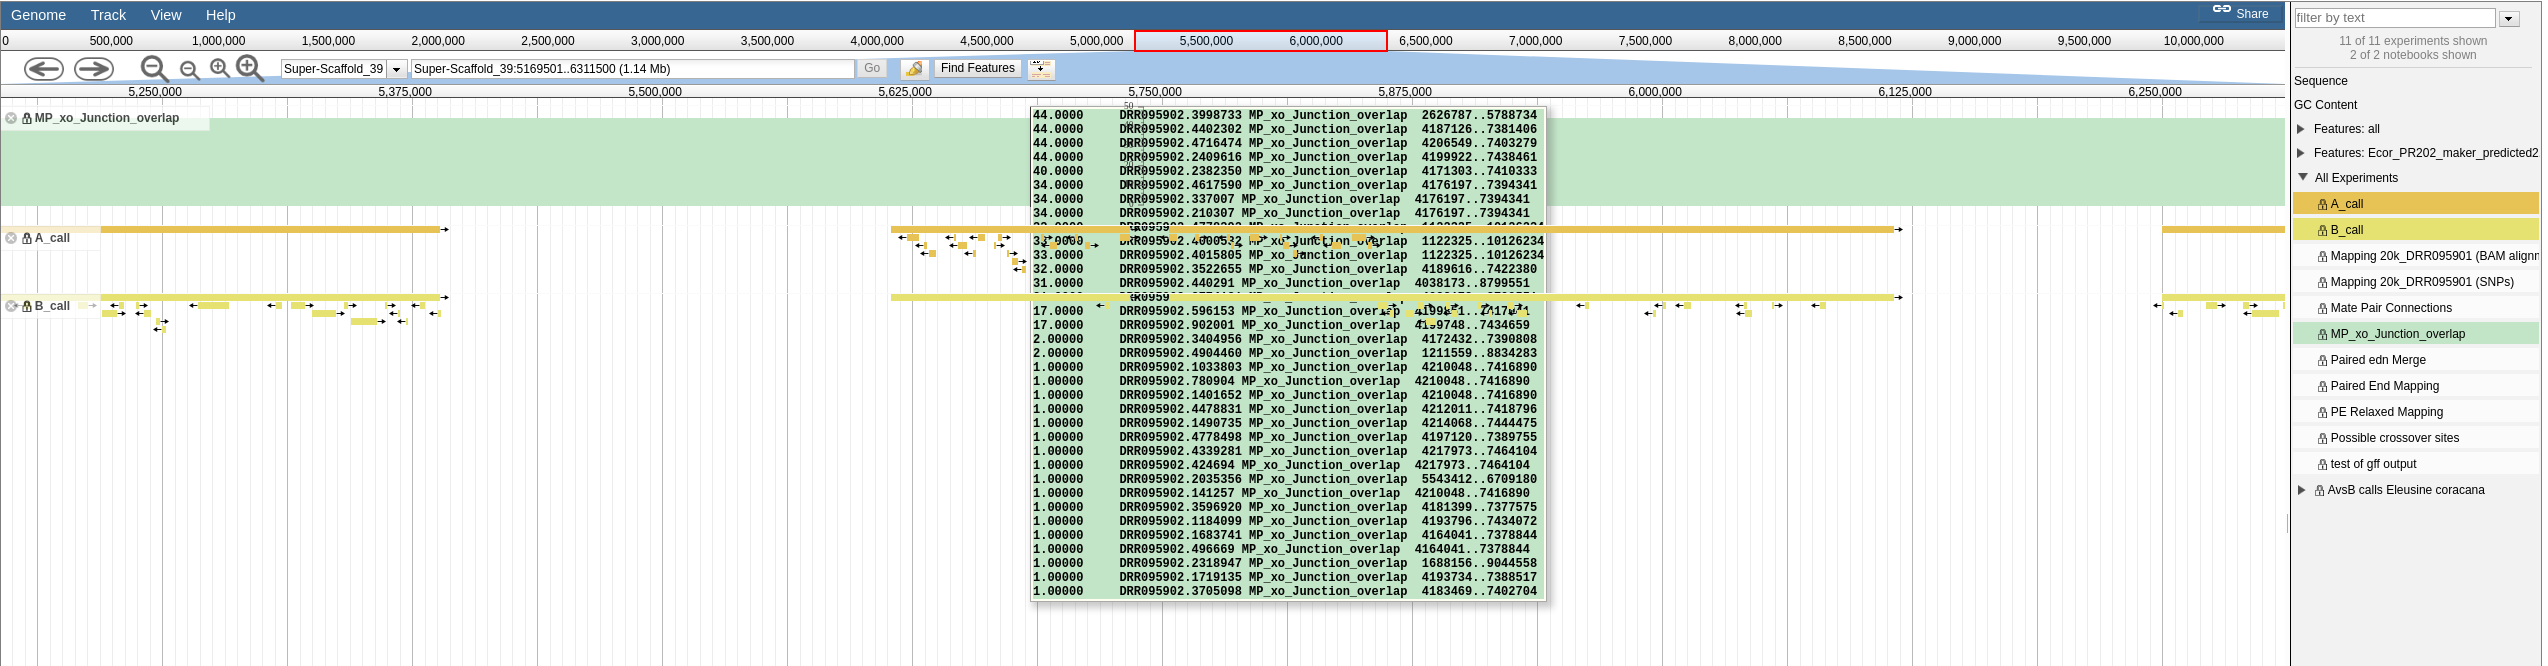 Genome Track View Help Share
0 500,000 1,000,000 1,500,000 2,000,000 2,500,000 3,000,000 3,500,000 4,000,000 4,500,000 5,000,000 5,500,000 6,000,000 6,500,000 7,000,000 7,500,000 8,000,000 8,500,000 9,000,000 9,500,000 10,000,000
Super-Scaffold_39 Super-Scaffold_39:5169501..6311500 (1.14 Mb) Go Find Features
5,250,000 5,375,000 5,500,000 5,625,000 5,750,000 5,875,000 6,000,000 6,125,000 6,250,000
MP_xo_Junction_overlap
A_call
B_call
50
44.0000 DRR095902.3998733 MP_xo_Junction_overlap 2626787..5788734
44.0000 DRR095902.4402302 MP_xo_Junction_overlap 4187126..7381406
44.0000 DRR095902.4716474 MP_xo_Junction_overlap 4206549..7403279
44.0000 DRR095902.2409616 MP_xo_Junction_overlap 4199922..7438461
40.0000 DRR095902.2382350 MP_xo_Junction_overlap 4171303..7410333
34.0000 DRR095902.4617590 MP_xo_Junction_overlap 4176197..7394341
34.0000 DRR095902.337007 MP_xo_Junction_overlap 4176197..7394341
34.0000 DRR095902.210307 MP_xo_Junction_overlap 4176197..7394341
33.0000 DRR095902.4000532 MP_xo_Junction_overlap 1122325..10126234
33.0000 DRR095902.4015805 MP_xo_Junction_overlap 1122325..10126234
32.0000 DRR095902.3522655 MP_xo_Junction_overlap 4189616..7422380
31.0000 DRR095902.440291 MP_xo_Junction_overlap 4038173..8799551
17.0000 DRR095902.596153 MP_xo_Junction_overlap
17.0000 DRR095902.902001 MP_xo_Junction_overlap 4199748..7434659
2.00000 DRR095902.3404956 MP_xo_Junction_overlap 4172432..7390808
2.00000 DRR095902.4904460 MP_xo_Junction_overlap 1211559..8834283
1.00000 DRR095902.1033803 MP_xo_Junction_overlap 4210048..7416890
1.00000 DRR095902.780904 MP_xo_Junction_overlap 4210048..7416890
1.00000 DRR095902.1401652 MP_xo_Junction_overlap 4210048..7416890
1.00000 DRR095902.4478831 MP_xo_Junction_overlap 4212011..7418796
1.00000 DRR095902.1490735 MP_xo_Junction_overlap 4214068..7444475
1.00000 DRR095902.4778498 MP_xo_Junction_overlap 4197120..7389755
1.00000 DRR095902.4339281 MP_xo_Junction_overlap 4217973..7464104
1.00000 DRR095902.424694 MP_xo_Junction_overlap 4217973..7464104
1.00000 DRR095902.2035356 MP_xo_Junction_overlap 5543412..6709180
1.00000 DRR095902.141257 MP_xo_Junction_overlap 4210048..7416890
1.00000 DRR095902.3596920 MP_xo_Junction_overlap 4181399..7377575
1.00000 DRR095902.1184099 MP_xo_Junction_overlap 4193796..7434072
1.00000 DRR095902.1683741 MP_xo_Junction_overlap 4164041..7378844
1.00000 DRR095902.496669 MP_xo_Junction_overlap 4164041..7378844
1.00000 DRR095902.2318947 MP_xo_Junction_overlap 1688156..9044558
1.00000 DRR095902.1719135 MP_xo_Junction_overlap 4193734..7388517
1.00000 DRR095902.3705098 MP_xo_Junction_overlap 4183469..7402704
filter by text
11 of 11 experiments shown
2 of 2 notebooks shown
Sequence
GC Content
Features: all
Features: Ecor_PR202_maker_predicted2
All Experiments
A_call
B_call
Mapping 20k_DRR095901 (BAM alignm
Mapping 20k_DRR095901 (SNPs)
Mate Pair Connections
MP_xo_Junction_overlap
Paired edn Merge
Paired End Mapping
PE Relaxed Mapping
Possible crossover sites
test of gff output
AvsB calls Eleusine coracana